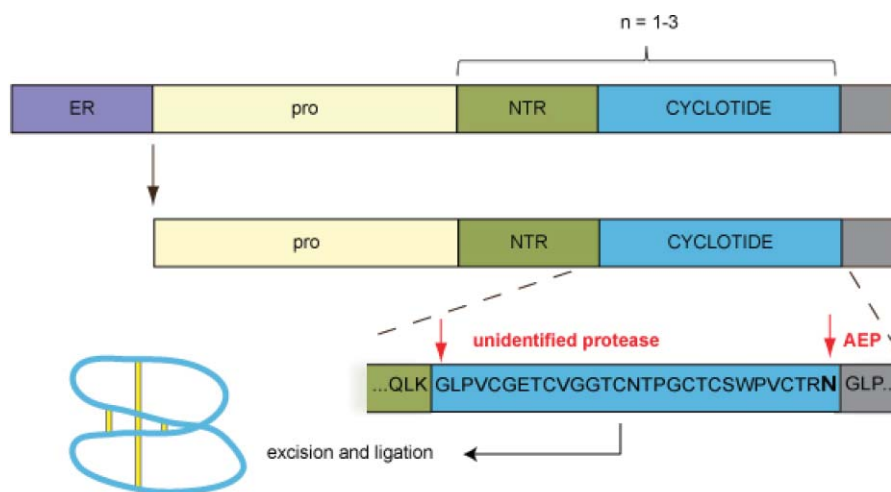 n = 1-3
ER pro NTR CYCLOTIDE
pro NTR CYCLOTIDE
unidentified protease AEP
...QLK GLPVCGETCVGGTCNTPGCTCSWPVCTRN GLP..
excision and ligation